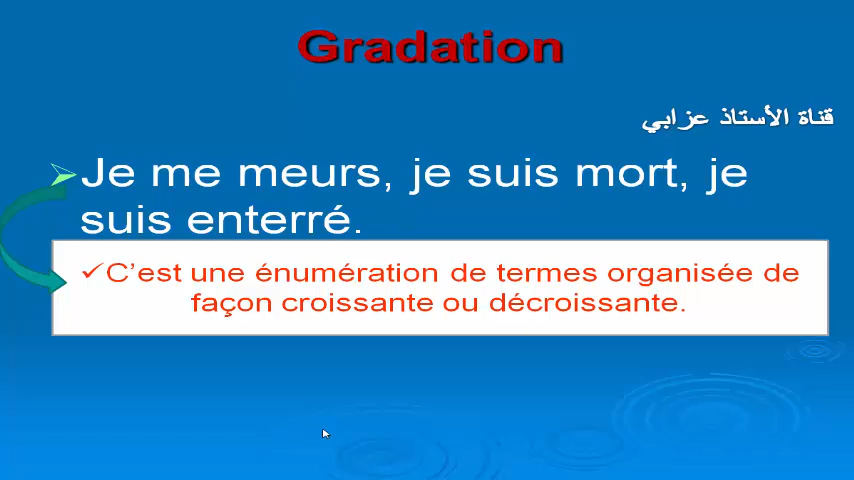 Gradation
قناة الأستاذ عزابي
Je me meurs, je suis mort, je
suis enterré.
C’est une énumération de termes organisée de
façon croissante ou décroissante.